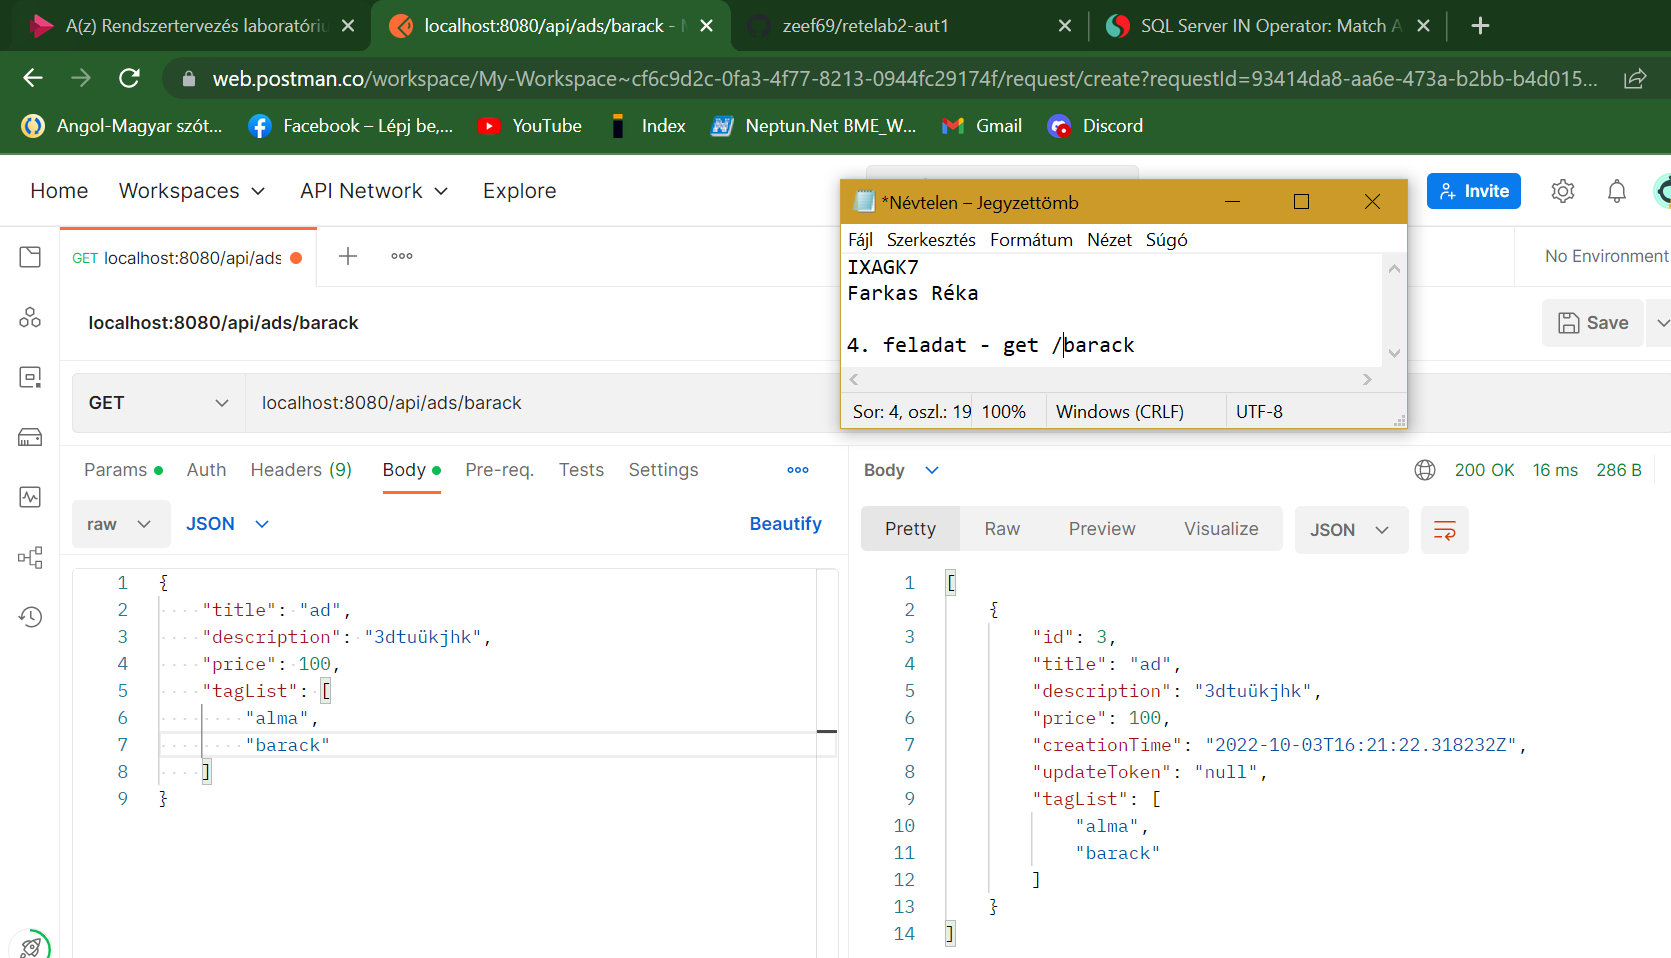 A(z) Rendszertervezés laboratóriu
localhost:8080/api/ads/barack - M
zeef69/retelab2-aut1
SQL Server IN Operator: Match A
web.postman.co/workspace/My-Workspace~cf6c9d2c-0fa3-4f77-8213-0944fc29174f/request/create?requestId=93414da8-aa6e-473a-b2bb-b4d015...
Angol-Magyar szót...
Facebook – Lépj be,...
YouTube
Index
Neptun.Net BME_W...
Gmail
Discord
Home
Workspaces
API Network
Explore
Invite
*Névtelen – Jegyzettömb
Fájl Szerkesztés Formátum Nézet Súgó
IXAGK7
Farkas Réka
4. feladat - get /barack
Sor: 4, oszl.: 19
100%
Windows (CRLF)
UTF-8
GET localhost:8080/api/ads
No Environment
localhost:8080/api/ads/barack
Save
GET
localhost:8080/api/ads/barack
Params
Auth
Headers (9)
Body
Pre-req.
Tests
Settings
raw
JSON
Beautify
1 {
2 "title": "ad",
3 "description": "3dtuükjhk",
4 "price": 100,
5 "tagList": [
6 "alma",
7 "barack"
8 ]
9 }
Body
200 OK
16 ms
286 B
Pretty
Raw
Preview
Visualize
JSON
1 [
2 {
3 "id": 3,
4 "title": "ad",
5 "description": "3dtuükjhk",
6 "price": 100,
7 "creationTime": "2022-10-03T16:21:22.318232Z",
8 "updateToken": "null",
9 "tagList": [
10 "alma",
11 "barack"
12 ]
13 }
14 ]